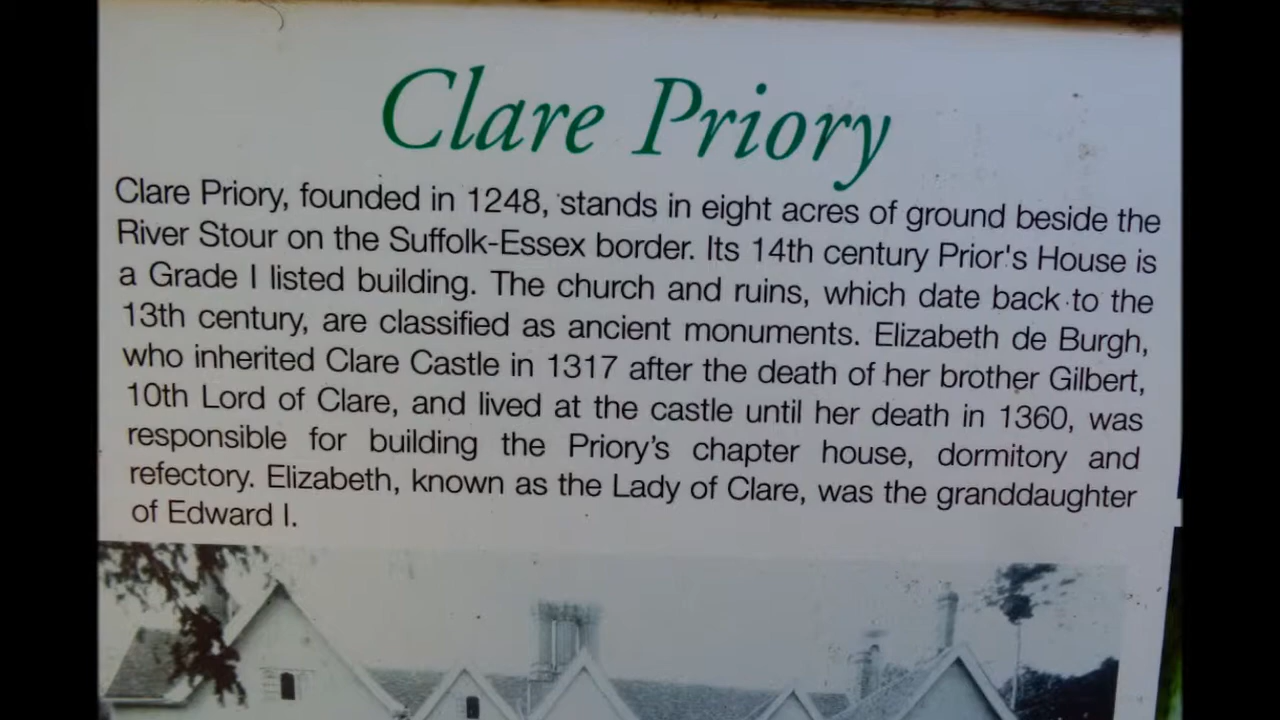 Clare Priory
Clare Priory, founded in 1248, stands in eight acres of ground beside the
River Stour on the Suffolk-Essex border. Its 14th century Prior's House is
a Grade I listed building. The church and ruins, which date back to the
13th century, are classified as ancient monuments. Elizabeth de Burgh,
who inherited Clare Castle in 1317 after the death of her brother Gilbert,
10th Lord of Clare, and lived at the castle until her death in 1360, was
responsible for building the Priory's chapter house, dormitory and
refectory. Elizabeth, known as the Lady of Clare, was the granddaughter
of Edward I.